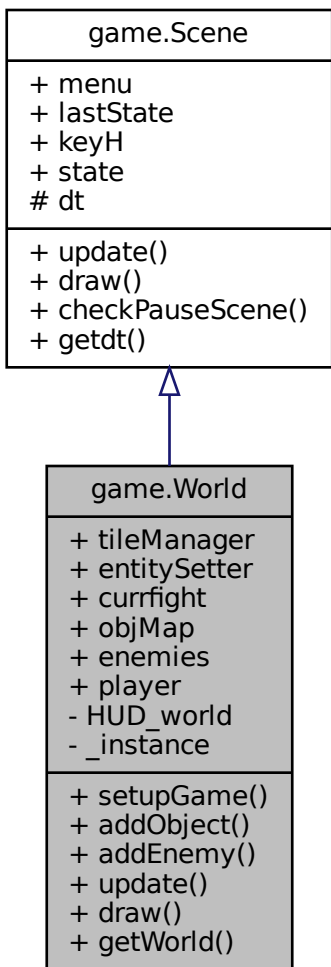 game.Scene
+ menu
+ lastState
+ keyH
+ state
# dt
+ update()
+ draw()
+ checkPauseScene()
+ getdt()
game.World
+ tileManager
+ entitySetter
+ currfight
+ objMap
+ enemies
+ player
- HUD_world
- _instance
+ setupGame()
+ addObject()
+ addEnemy()
+ update()
+ draw()
+ getWorld()